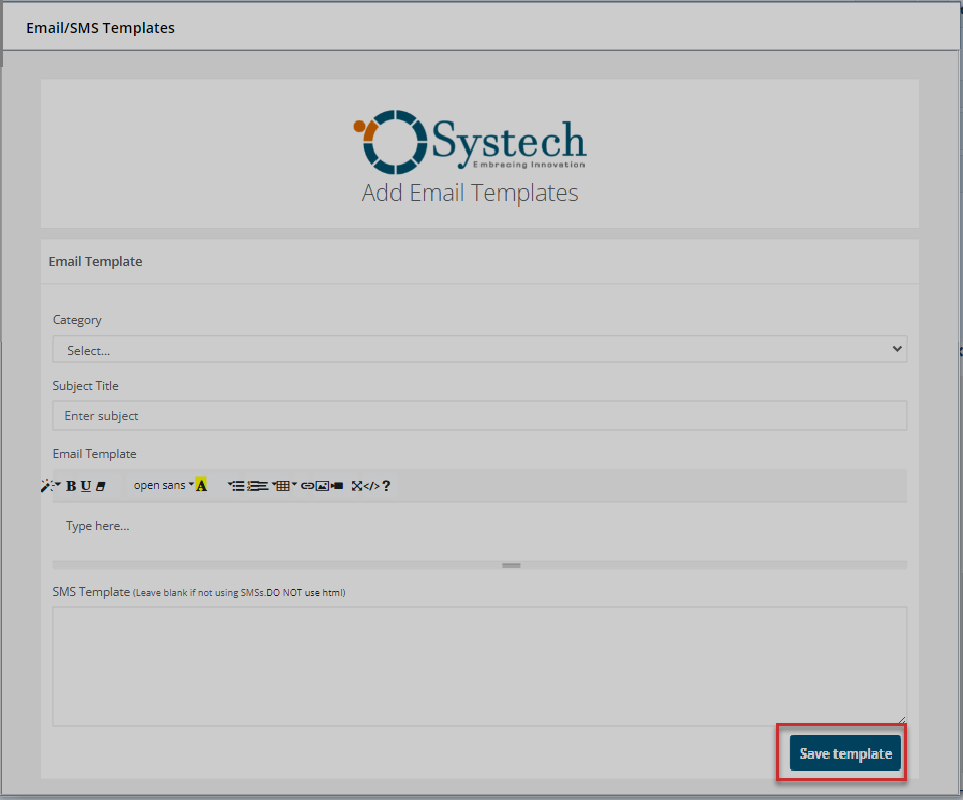 Email/SMS Templates
Systech
Embracing Innovation
Add Email Templates
Email Template
Category
Select...
Subject Title
Enter subject
Email Template
B U open sans A </> ?
Type here...
SMS Template (Leave blank if not using SMSs.DO NOT use html)
Save template